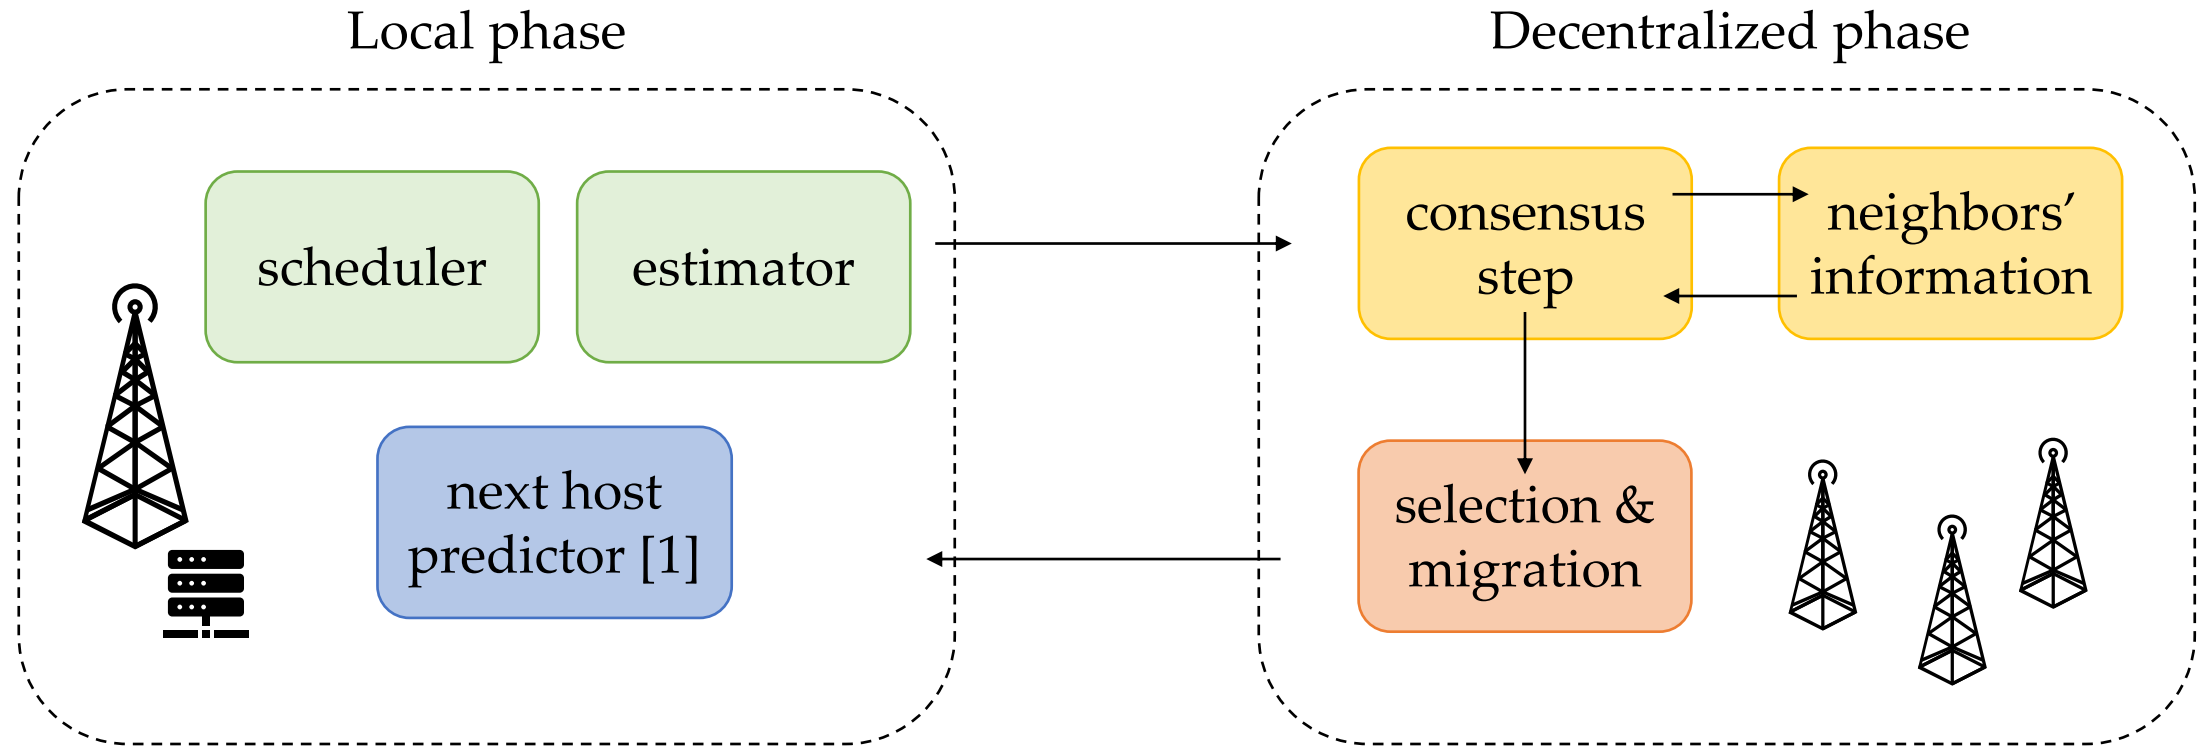 Local phase
scheduler
estimator
next host
predictor [1]
Decentralized phase
consensus
step
neighbors’
information
selection &
migration